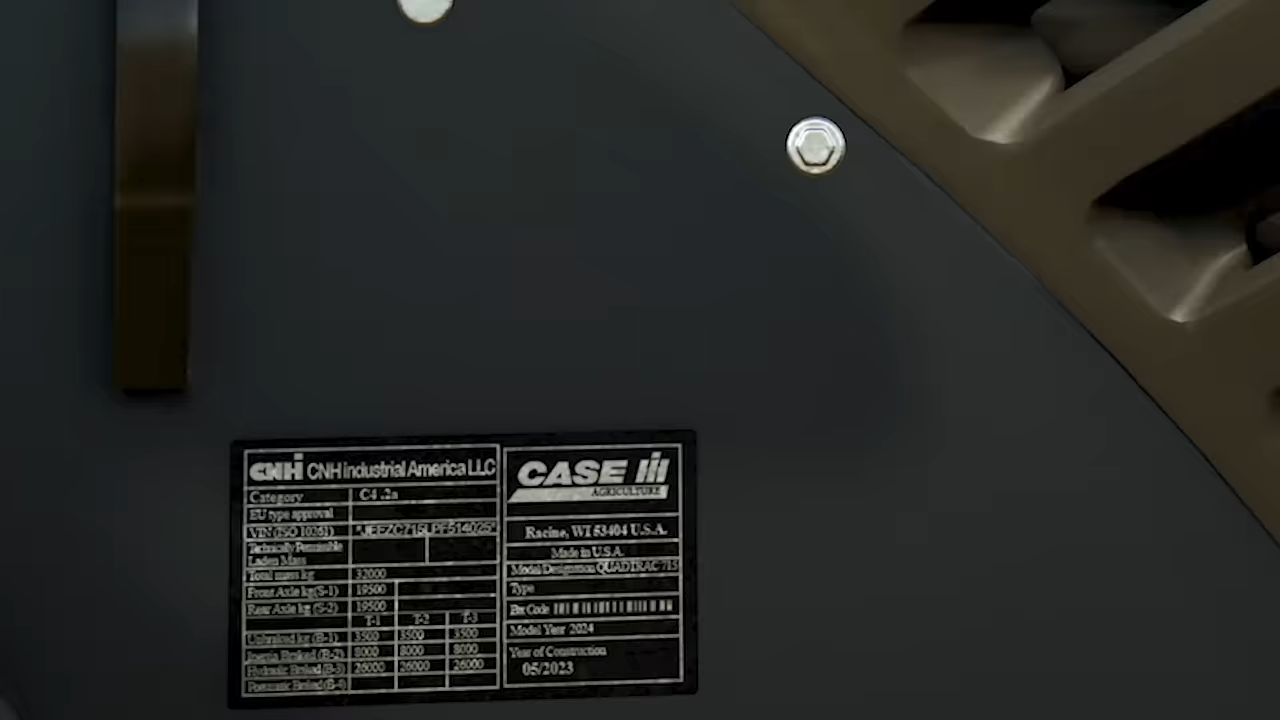 CNH CNH Industrial America LLC
Category C4 .2a
EU type approval
VIN (ISO 10261) *JEEZC715LPF514025*
Technically Permissible
Laden Mass
Total mass kg 32000
Front Axle kg (S-1) 19500
Rear Axle kg (S-2) 19500
T-1 T-2 T-3
Unbraked kg (B-1) 3500 3500 3500
Inertia Braked (B-2) 8000 8000 8000
Hydraulic Braked (B-3) 26000 26000 26000
Pneumatic Braked (B-4)
CASE IH
AGRICULTURE
Racine, WI 53404 U.S.A.
Made in U.S.A.
Model Designation QUADTRAC 715
Type
Bar Code
Model Year 2024
Year of Construction
05/2023